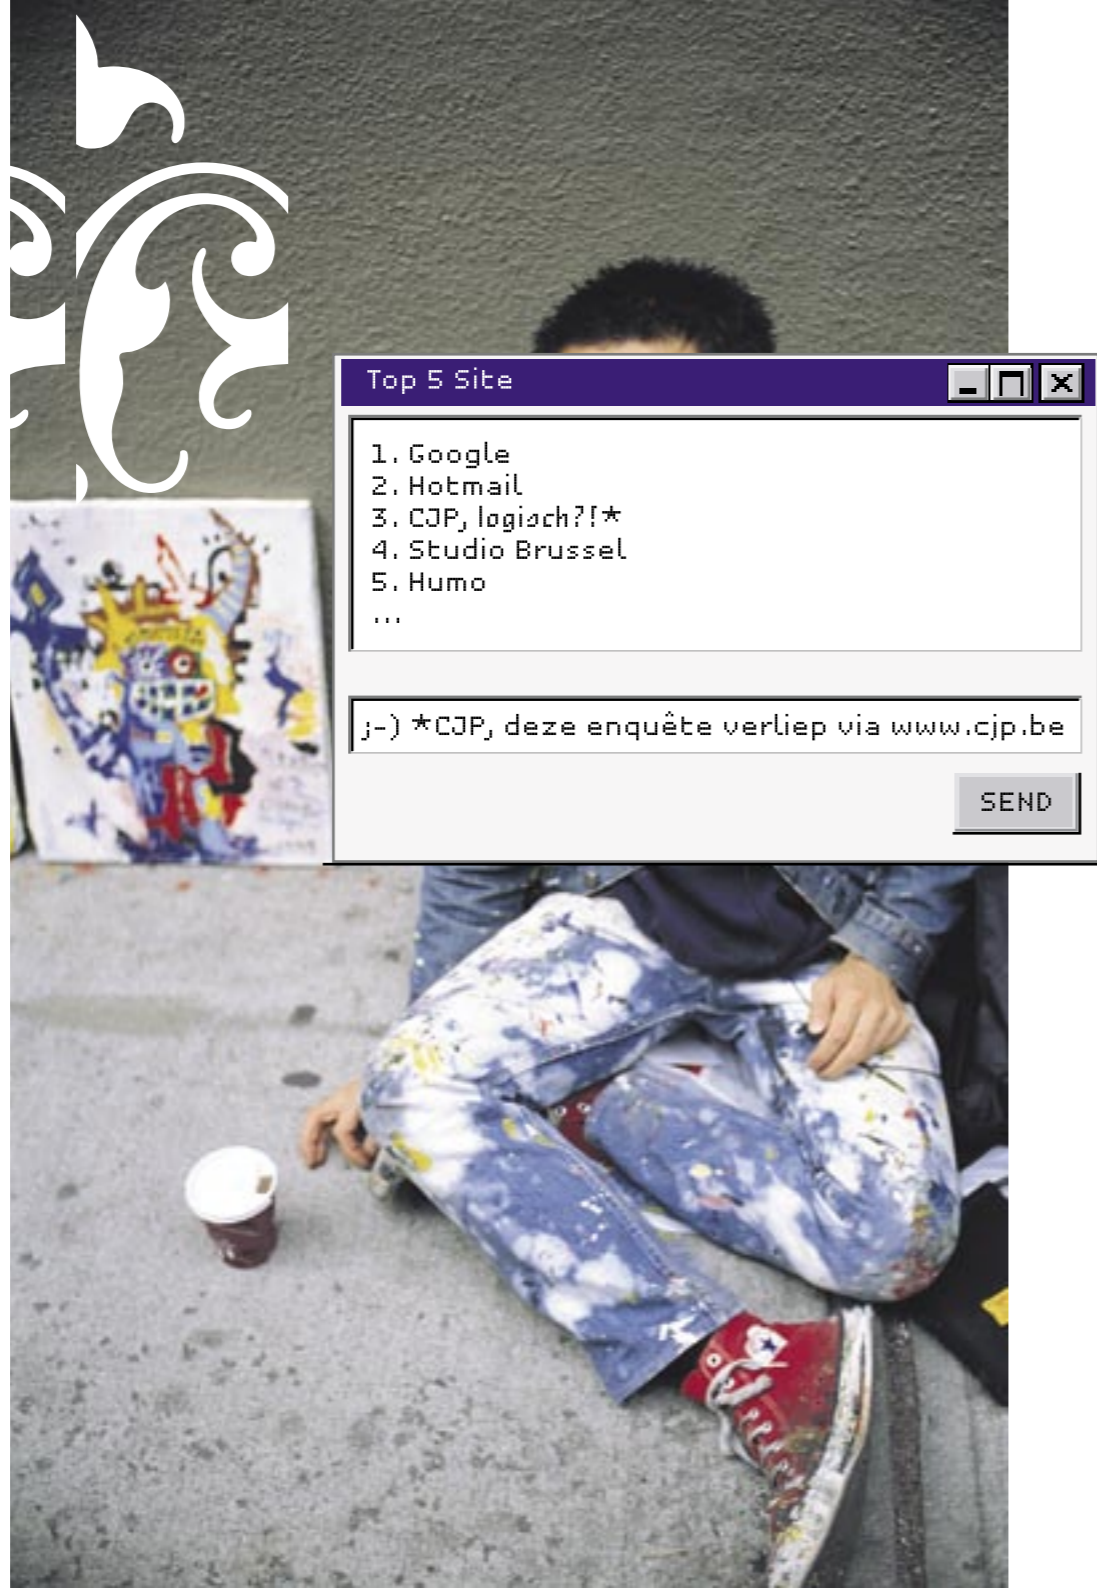 Top 5 Site
1. Google
2. Hotmail
3. CJP, logisch?!*
4. Studio Brussel
5. Humo
...
;-) *CJP, deze enquête verliep via www.cjp.be
SEND